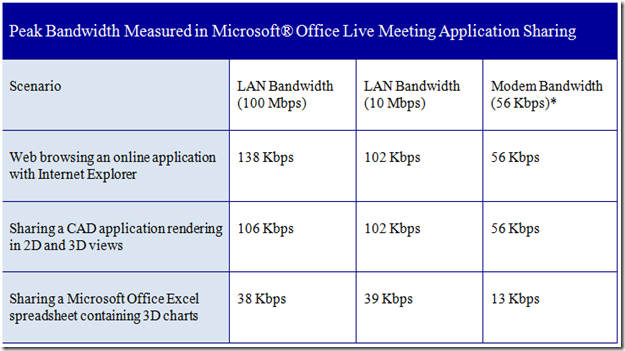 Peak Bandwidth Measured in Microsoft® Office Live Meeting Application Sharing
Scenario
LAN Bandwidth
(100 Mbps)
LAN Bandwidth
(10 Mbps)
Modem Bandwidth
(56 Kbps)*
Web browsing an online application
with Internet Explorer
138 Kbps
102 Kbps
56 Kbps
Sharing a CAD application rendering
in 2D and 3D views
106 Kbps
102 Kbps
56 Kbps
Sharing a Microsoft Office Excel
spreadsheet containing 3D charts
38 Kbps
39 Kbps
13 Kbps